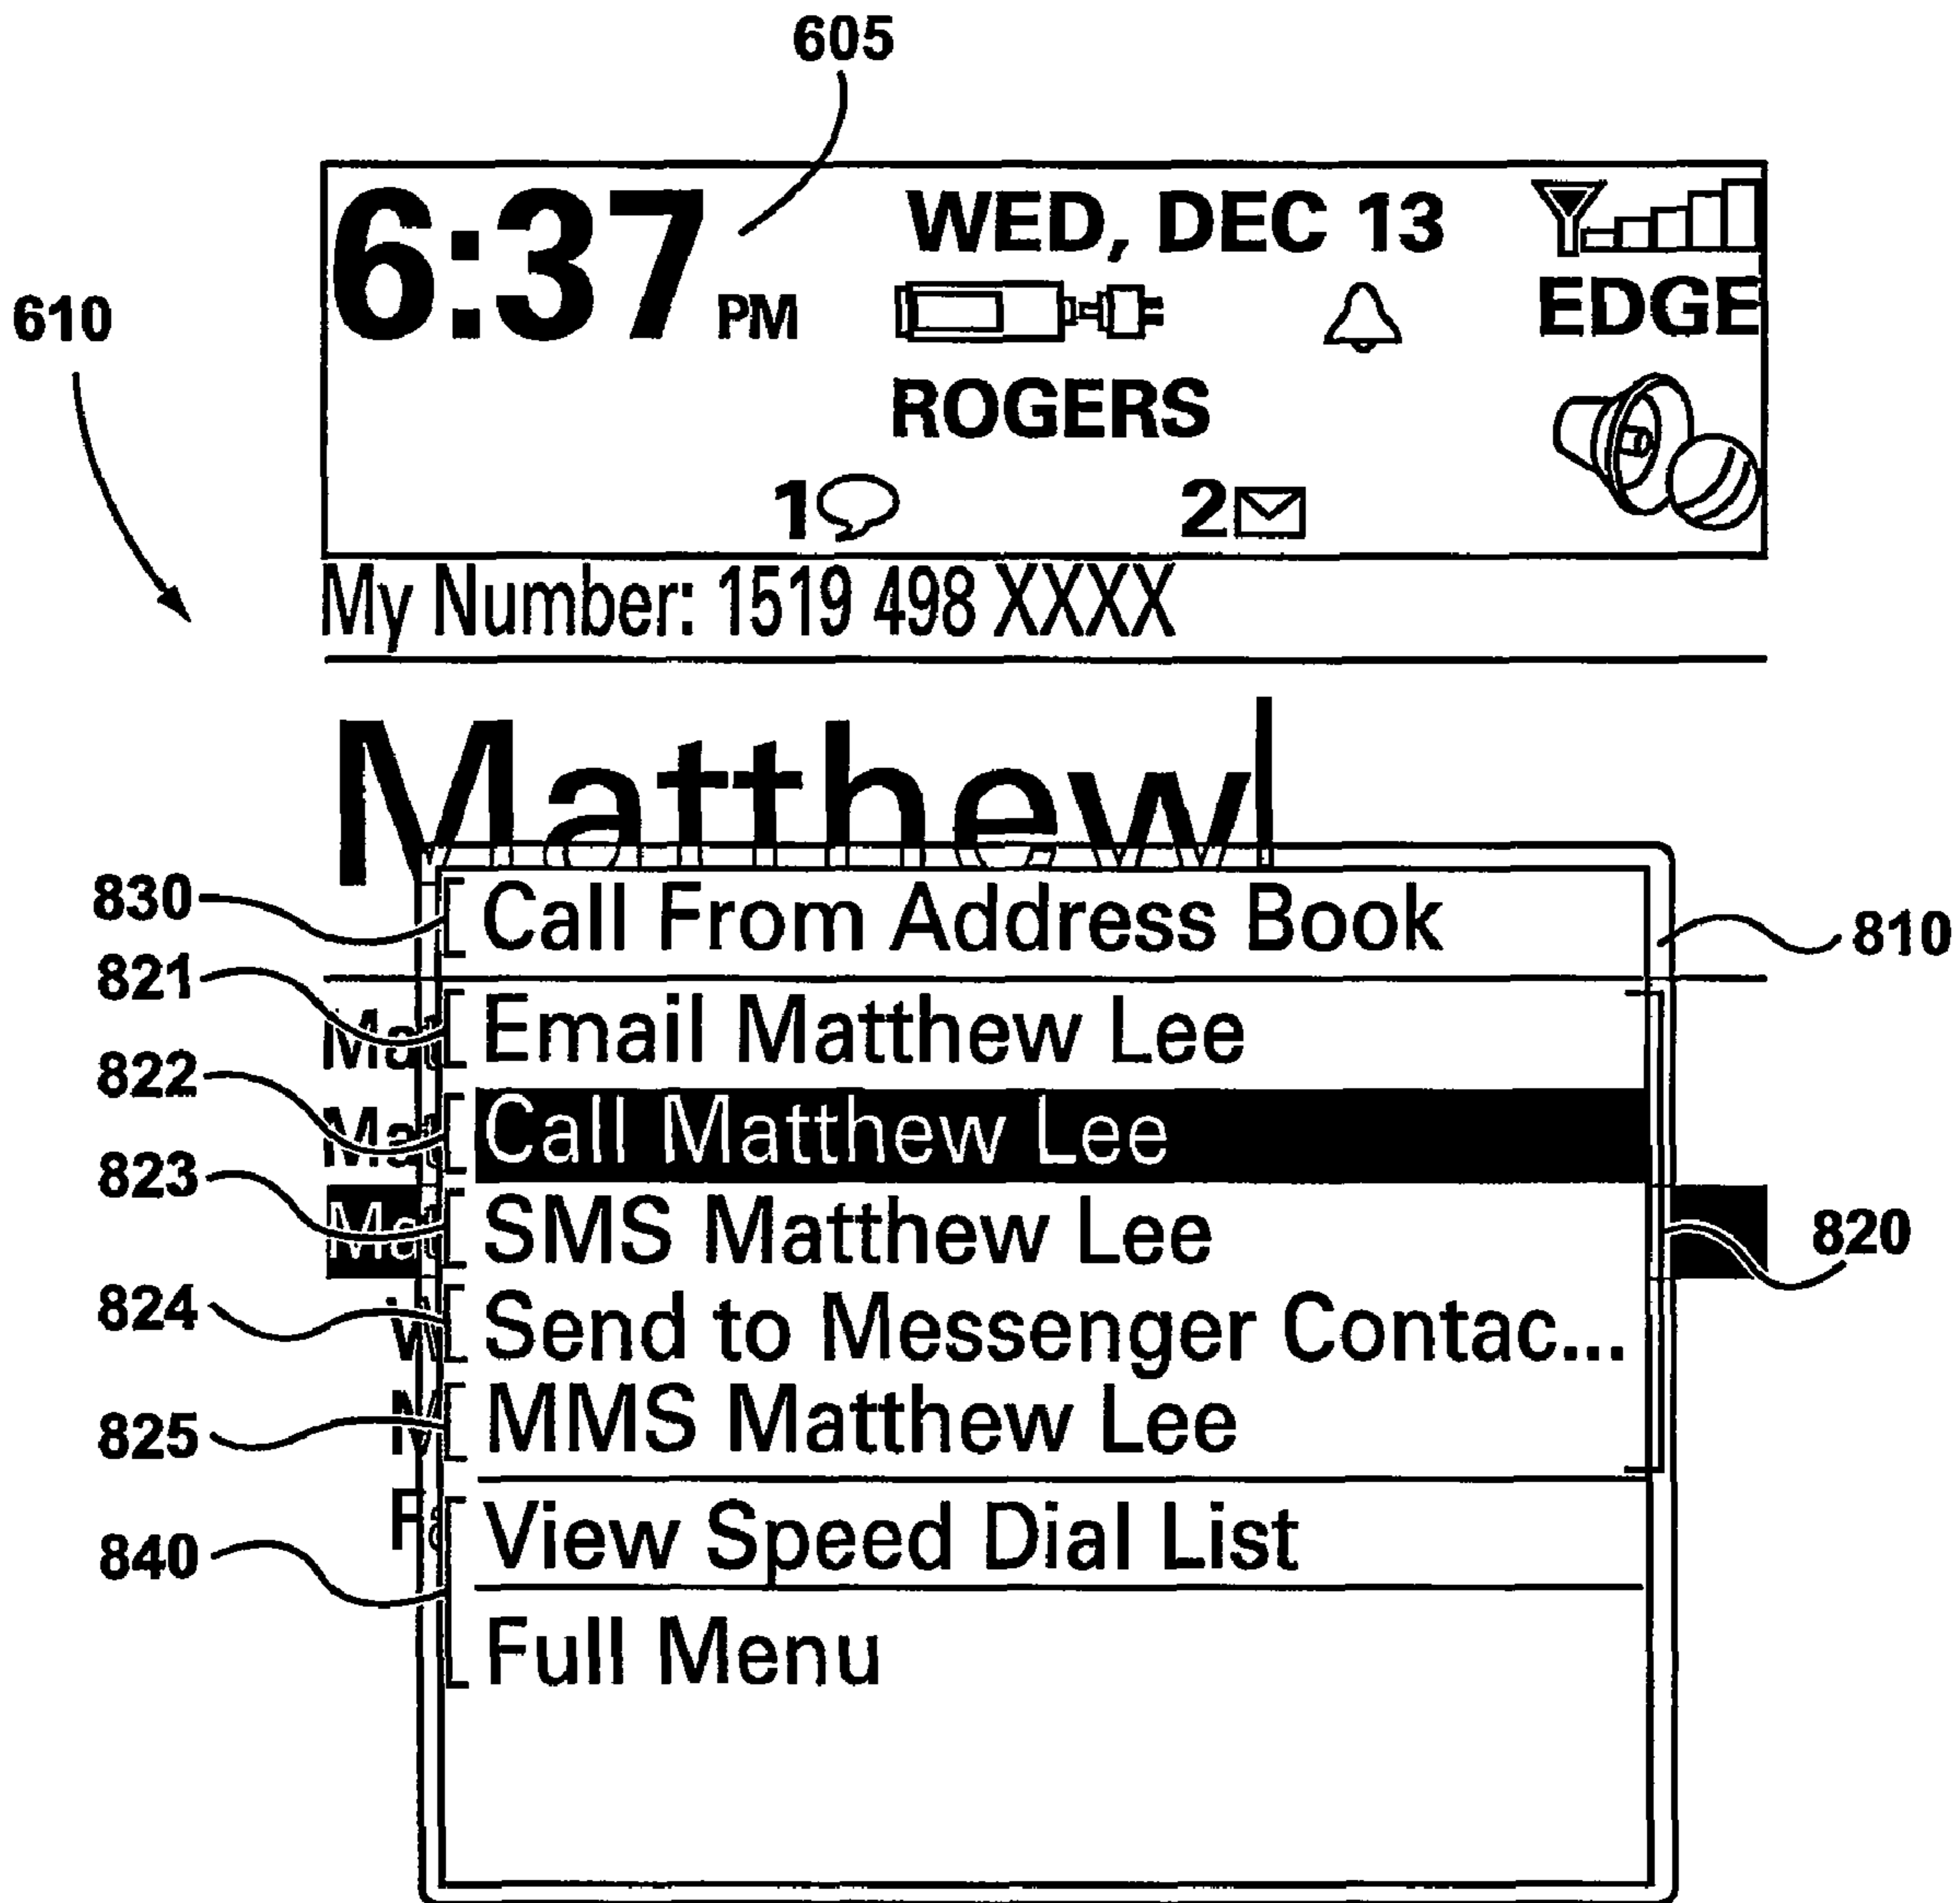 605
6:37 PM
WED, DEC 13
EDGE
610
ROGERS
1
2
My Number: 1519 498 XXXX
Matthew
830
Call From Address Book
810
821
Email Matthew Lee
822
Call Matthew Lee
823
SMS Matthew Lee
820
824
Send to Messenger Contac...
825
MMS Matthew Lee
View Speed Dial List
840
Full Menu